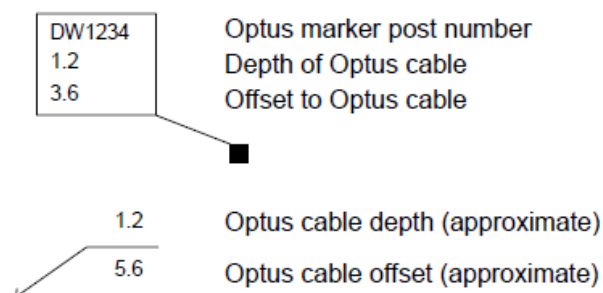 DW1234 Optus marker post number
1.2 Depth of Optus cable
3.6 Offset to Optus cable
1.2 Optus cable depth (approximate)
5.6 Optus cable offset (approximate)